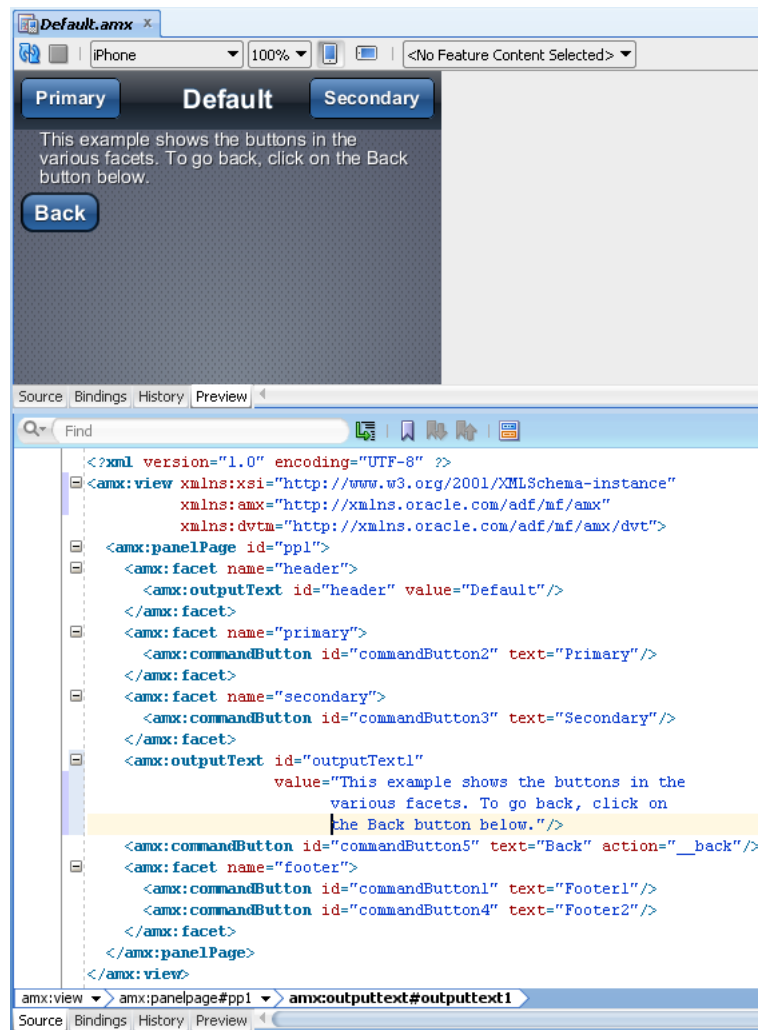 Default.amx x
iPhone 100% <No Feature Content Selected>
Primary Default Secondary
This example shows the buttons in the
various facets. To go back, click on the Back
button below.
Back
Source Bindings History Preview
Find
<?xml version="1.0" encoding="UTF-8" ?>
<amx:view xmlns:xsi="http://www.w3.org/2001/XMLSchema-instance"
xmlns:amx="http://xmlns.oracle.com/adf/mf/amx"
xmlns:dvtm="http://xmlns.oracle.com/adf/mf/amx/dvt">
<amx:panelPage id="pp1">
<amx:facet name="header">
<amx:outputText id="header" value="Default"/>
</amx:facet>
<amx:facet name="primary">
<amx:commandButton id="commandButton2" text="Primary"/>
</amx:facet>
<amx:facet name="secondary">
<amx:commandButton id="commandButton3" text="Secondary"/>
</amx:facet>
<amx:outputText id="outputText1"
value="This example shows the buttons in the
various facets. To go back, click on
the Back button below."/>
<amx:commandButton id="commandButton5" text="Back" action="__back"/>
<amx:facet name="footer">
<amx:commandButton id="commandButton1" text="Footer1"/>
<amx:commandButton id="commandButton4" text="Footer2"/>
</amx:facet>
</amx:panelPage>
</amx:view>
amx:view amx:panelpage#pp1 amx:outputtext#outputtext1
Source Bindings History Preview